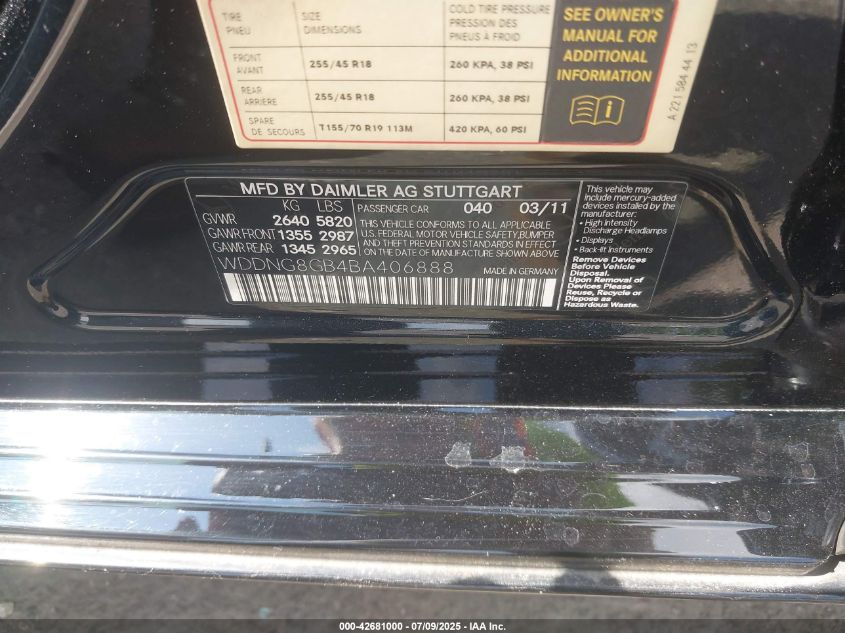 TIRE SIZE COLD TIRE PRESSURE
PNEU DIMENSIONS PRESSION DES
PNEUS À FROID
FRONT
AVANT 255/45 R18 260 KPA, 38 PSI
REAR
ARRIERE 255/45 R18 260 KPA, 38 PSI
SPARE
DE SECOURS T155/70 R19 113M 420 KPA, 60 PSI
SEE OWNER'S
MANUAL FOR
ADDITIONAL
INFORMATION
A 221 584 44 13
MFD BY DAIMLER AG STUTTGART
KG LBS
GVWR 2640 5820
GAWR FRONT 1355 2987
GAWR REAR 1345 2965
PASSENGER CAR 040 03/11
THIS VEHICLE CONFORMS TO ALL APPLICABLE
U.S. FEDERAL MOTOR VEHICLE SAFETY, BUMPER
AND THEFT PREVENTION STANDARDS IN EFFECT
ON THE DATE OF MANUFACTURE SHOWN ABOVE
WDDNG8GB4BA406888 MADE IN GERMANY
This vehicle may
include mercury-added
devices installed by the
manufacturer:
• High Intensity
Discharge Headlamps
• Displays
• Back-lit Instruments
Remove Devices
Before Vehicle
Disposal.
Upon Removal of
Devices Please
Reuse, Recycle or
Dispose as
Hazardous Waste.
000-42681000 - 07/09/2025 - IAA Inc.